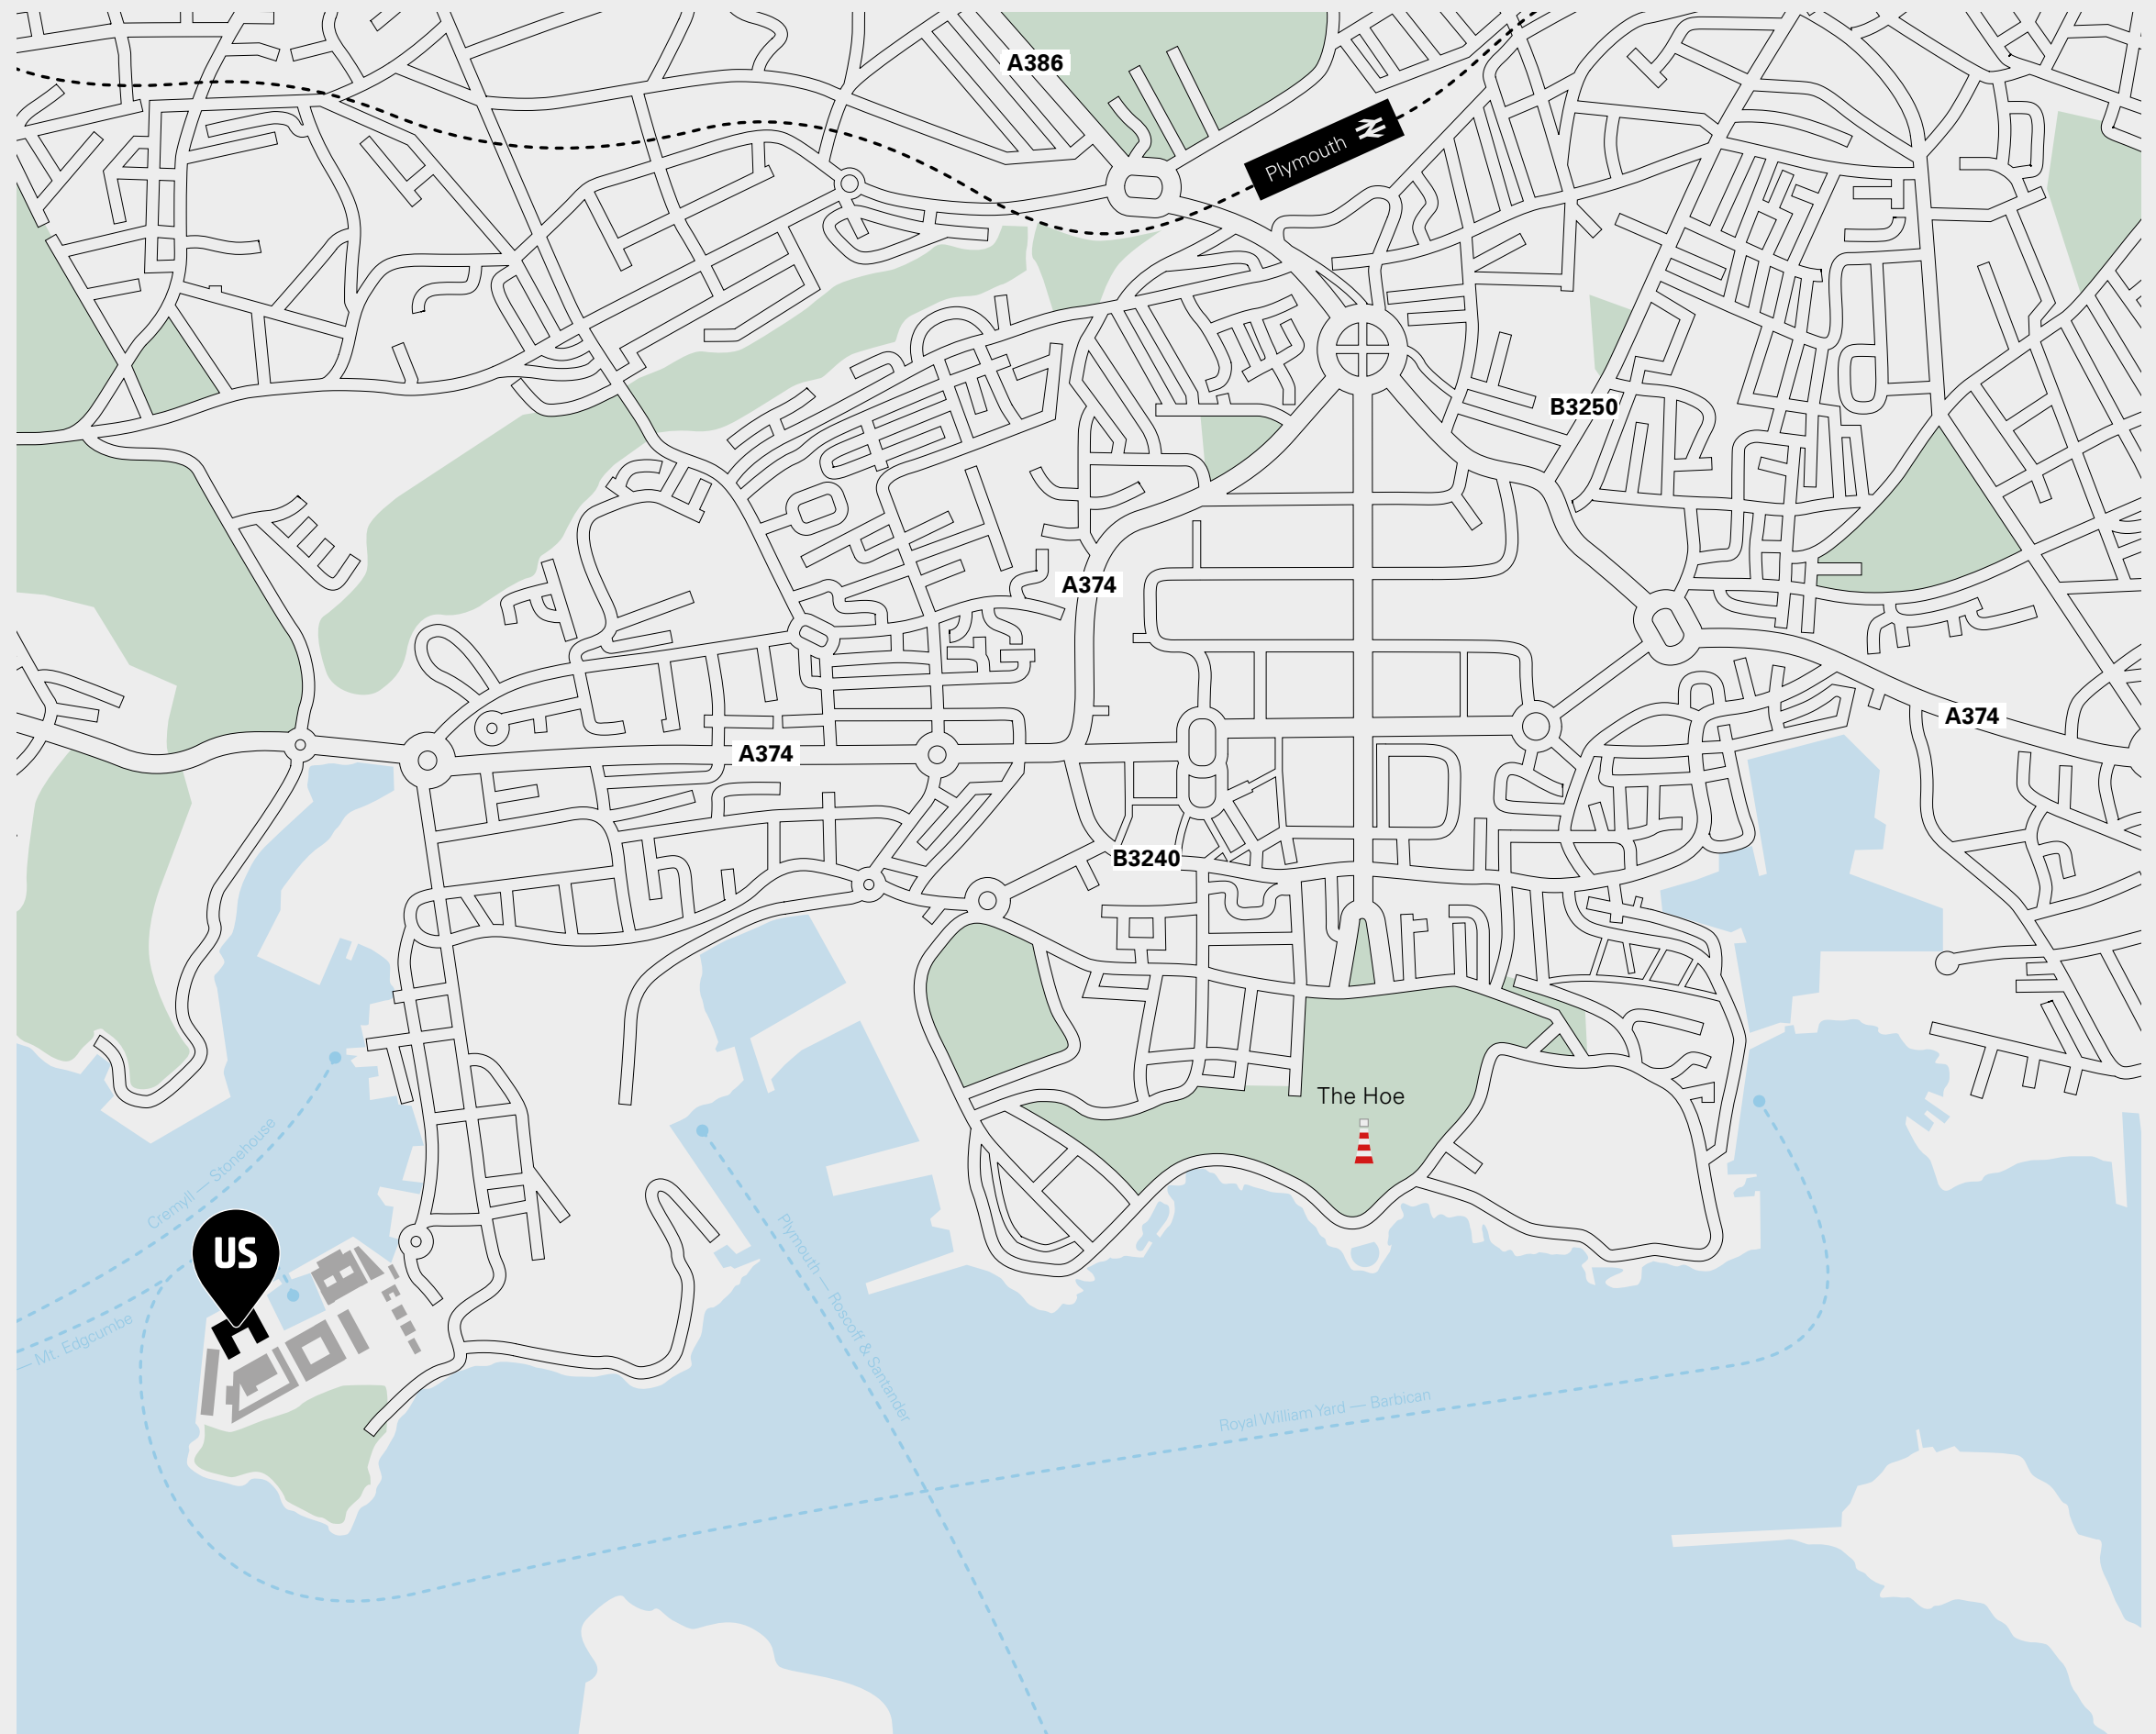 A386
Plymouth
B3250
A374
A374
A374
B3240
The Hoe
Cremyll — Stonehouse
US
— Mt. Edgcumbe
Plymouth — Roscoff & Santander
Royal William Yard — Barbican